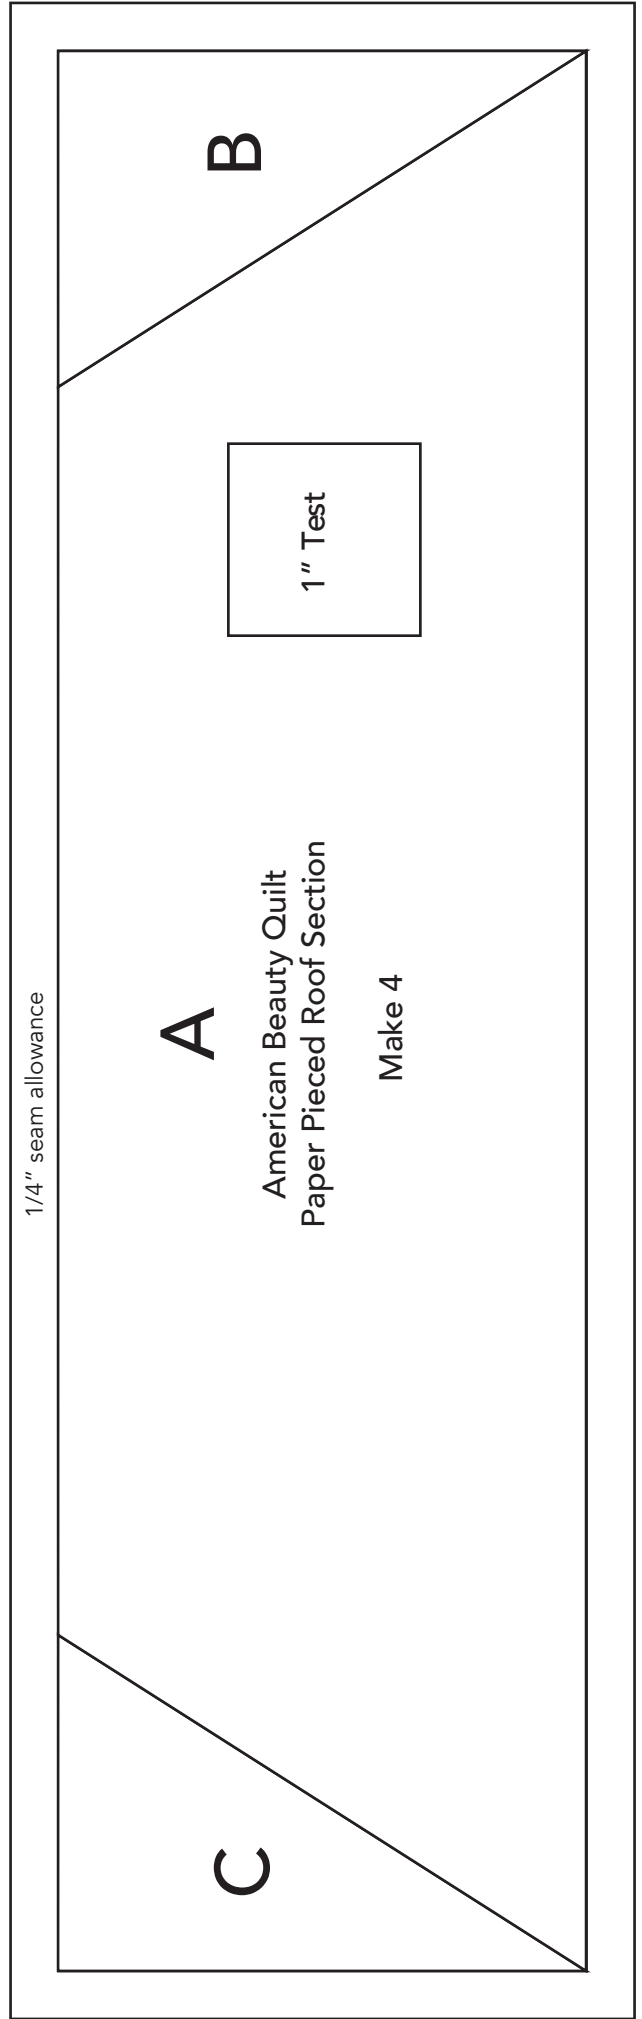 1/4” seam allowance
C
A
B
American Beauty Quilt
Paper Pieced Roof Section
Make 4
1” Test